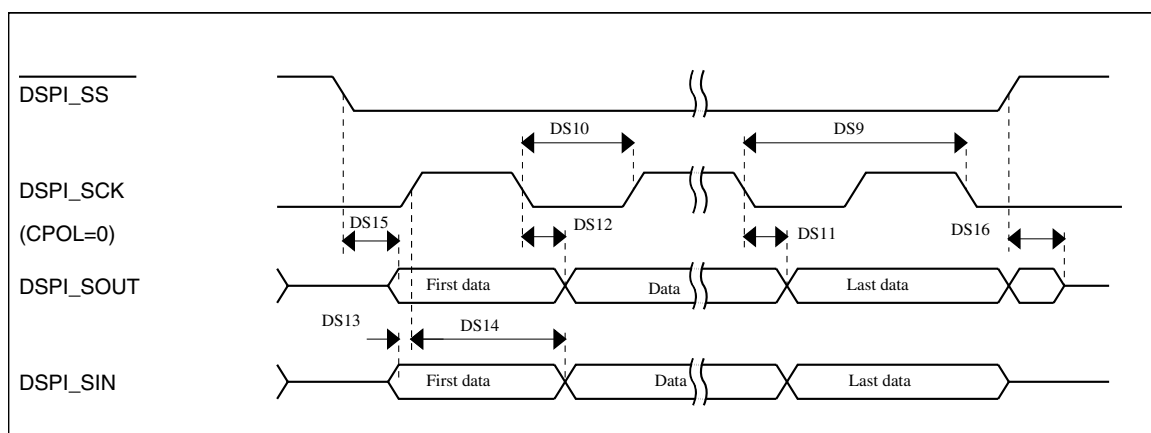 DSPI_SS
DS10
DS9
DSPI_SCK
(CPOL=0)
DS15
DS12
DS11
DS16
DSPI_SOUT
First data
Data
Last data
DS13
DS14
DSPI_SIN
First data
Data
Last data